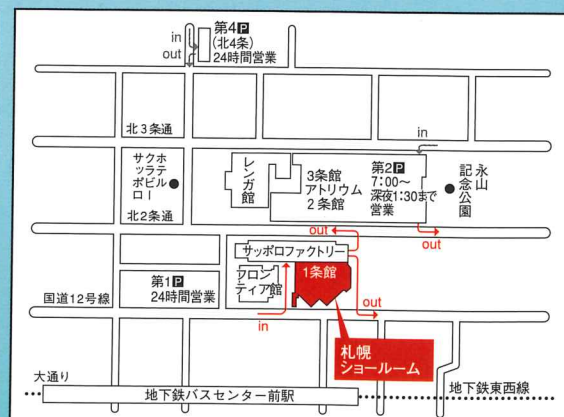 in
out
第4P
(北4条)
24時間営業
北3条通
in
サッポロ
ホテル
クラビー
北2条通
レンガ館
3条館
アトリウム
2条館
第2P
7:00〜
深夜1:30まで
営業
永山
記念公園
out
out
サッポロファクトリー
フロン
ティア館
1条館
第1P
24時間営業
国道12号線
in
out
札幌
ショールーム
大通り
地下鉄バスセンター前駅
地下鉄東西線